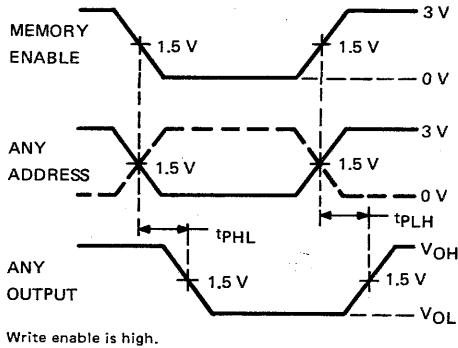 MEMORY
ENABLE
1.5 V
1.5 V
3 V
0 V
ANY
ADDRESS
1.5 V
1.5 V
3 V
0 V
tPHL
tPLH
ANY
OUTPUT
1.5 V
1.5 V
VOH
VOL
Write enable is high.